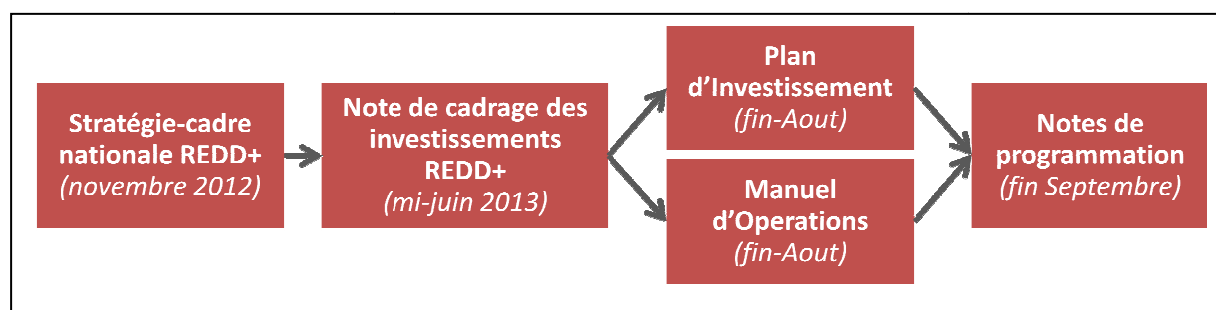 Stratégie-cadre
nationale REDD+
(novembre 2012)
Note de cadrage des
investissements
REDD+
(mi-juin 2013)
Plan
d'Investissement
(fin-Aout)
Manuel
d'Operations
(fin-Aout)
Notes de
programmation
(fin Septembre)